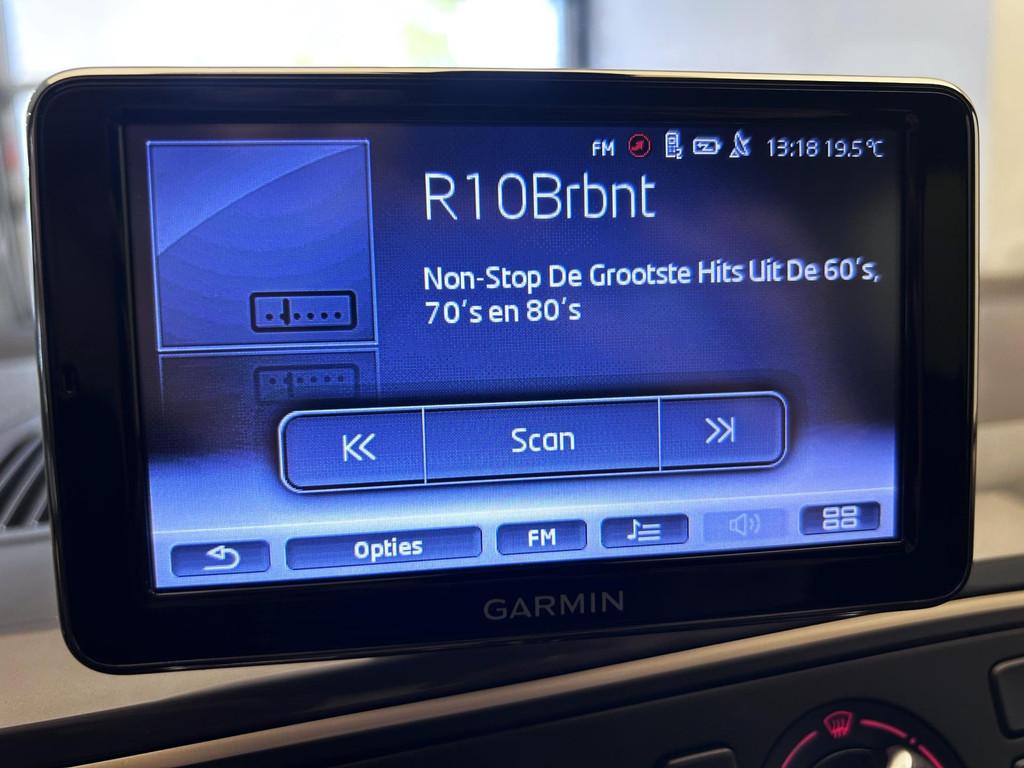 FM 13:18 19.5℃
R10Brbnt
Non-Stop De Grootste Hits Uit De 60's,
70's en 80's
Scan
Opties FM
GARMIN